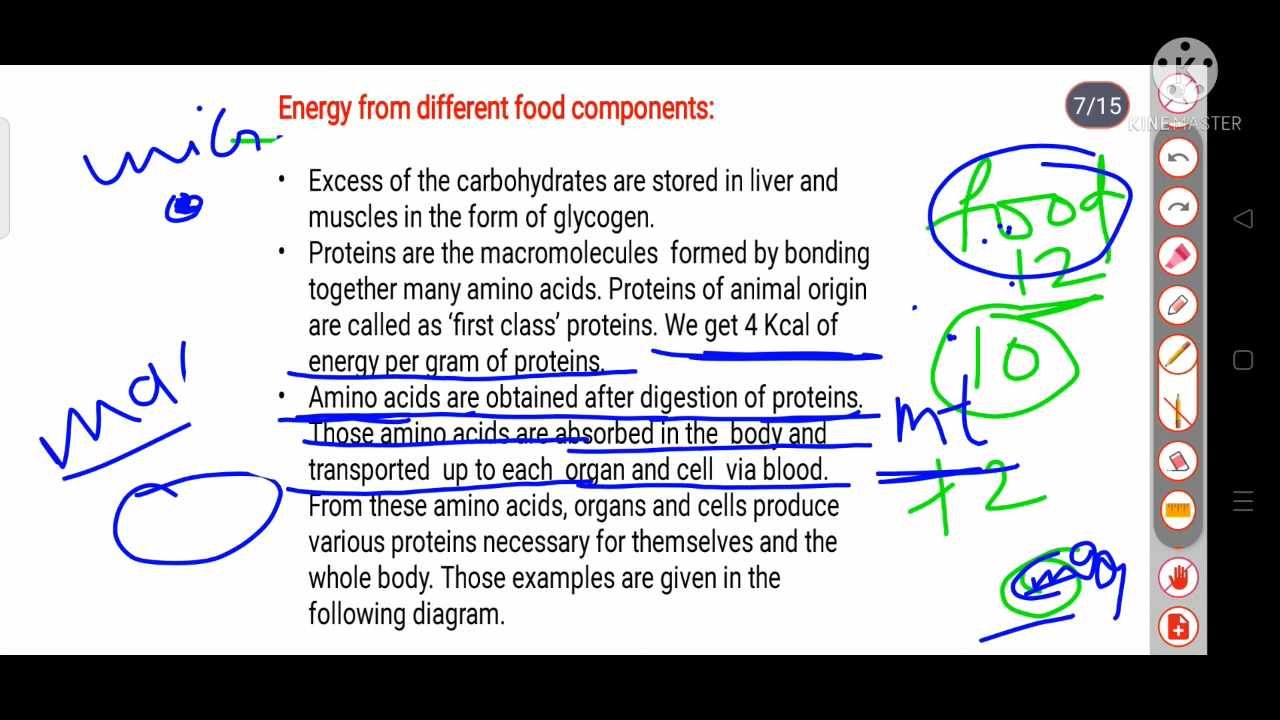 Energy from different food components:
7/15
KINEMASTER
• Excess of the carbohydrates are stored in liver and
muscles in the form of glycogen.
• Proteins are the macromolecules formed by bonding
together many amino acids. Proteins of animal origin
are called as ‘first class’ proteins. We get 4 Kcal of
energy per gram of proteins.
• Amino acids are obtained after digestion of proteins.
Those amino acids are absorbed in the body and
transported up to each organ and cell via blood.
From these amino acids, organs and cells produce
various proteins necessary for themselves and the
whole body. Those examples are given in the
following diagram.
food
12
10
mt
+2